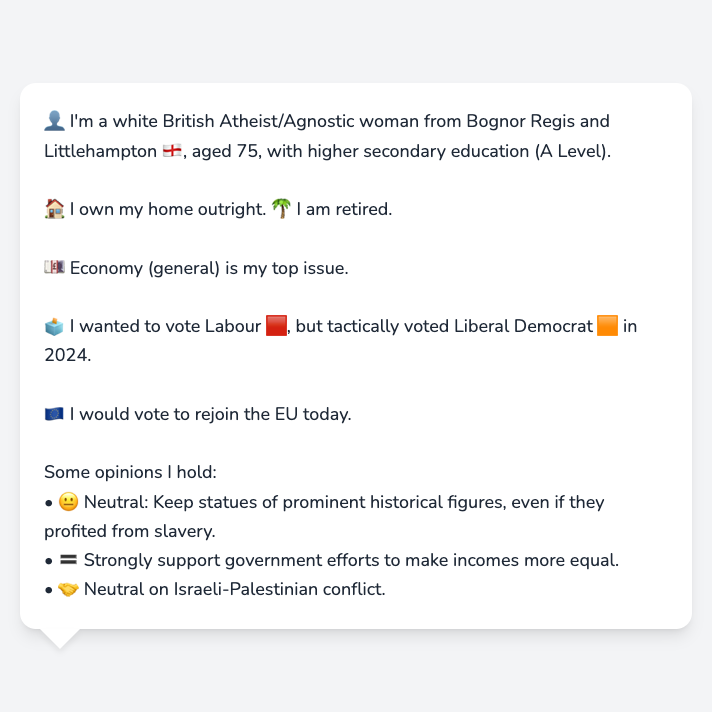 👤 I'm a white British Atheist/Agnostic woman from Bognor Regis and
Littlehampton 🏴󠁧󠁢󠁥󠁮󠁧󠁿, aged 75, with higher secondary education (A Level).
🏠 I own my home outright. 🌴 I am retired.
💷 Economy (general) is my top issue.
🗳️ I wanted to vote Labour 🟥, but tactically voted Liberal Democrat 🟧 in
2024.
🇪🇺 I would vote to rejoin the EU today.
Some opinions I hold:
• 😐 Neutral: Keep statues of prominent historical figures, even if they
profited from slavery.
• 🟰 Strongly support government efforts to make incomes more equal.
• 🤝 Neutral on Israeli-Palestinian conflict.